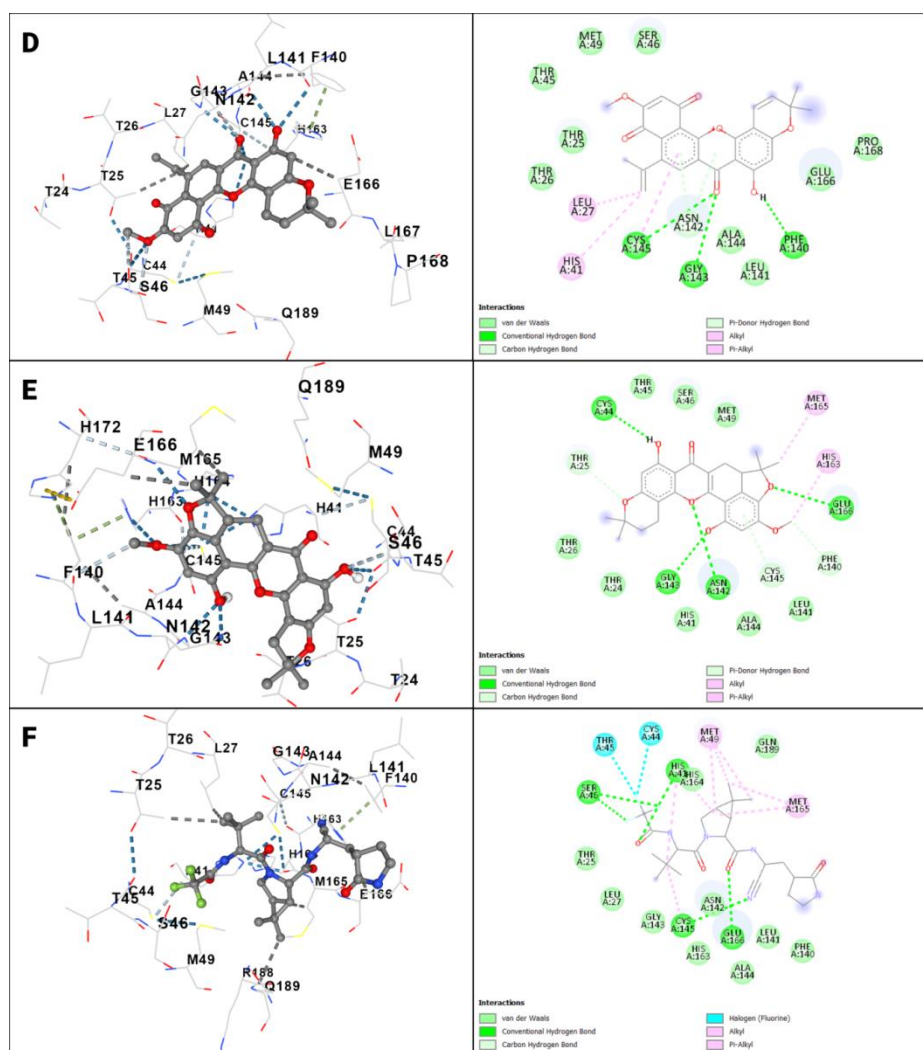 D
L141 F140
A144
G143
N142
L27
C145
H163
T26
T25
T24
E166
L167
P168
T45
C44
S46
M49
Q189
MET
A:49
SER
A:46
THR
A:45
THR
A:25
THR
A:26
LEU
A:27
HIS
A:41
CYS
A:145
ASN
A:142
GLY
A:143
ALA
A:144
LEU
A:141
PHE
A:140
GLU
A:166
PRO
A:168
H
Interactions
van der Waals
Conventional Hydrogen Bond
Carbon Hydrogen Bond
Pi-Donor Hydrogen Bond
Alkyl
Pi-Alkyl
E
Q189
H172
E166
M165
M49
H164
H163
H41
C44
S46
T45
C145
F140
A144
L141
N142
G143
T25
T26
T24
THR
A:45
SER
A:46
MET
A:49
CYS
A:44
MET
A:165
HIS
A:163
THR
A:25
GLU
A:166
THR
A:26
THR
A:24
GLY
A:143
ASN
A:142
CYS
A:145
PHE
A:140
HIS
A:41
ALA
A:144
LEU
A:141
H
Interactions
van der Waals
Conventional Hydrogen Bond
Carbon Hydrogen Bond
Pi-Donor Hydrogen Bond
Alkyl
Pi-Alkyl
F
T26
L27
G143
A144
L141
N142
F140
T25
C145
H163
M165
E166
C44
T45
S46
M49
R188
Q189
THR
A:45
CYS
A:44
MET
A:49
GLN
A:189
HIS
A:41
HIS
A:164
SER
A:46
MET
A:165
THR
A:25
LEU
A:27
GLY
A:143
CYS
A:145
ASN
A:142
GLU
A:166
LEU
A:141
PHE
A:140
HIS
A:163
ALA
A:144
Interactions
van der Waals
Conventional Hydrogen Bond
Carbon Hydrogen Bond
Halogen (Fluorine)
Alkyl
Pi-Alkyl